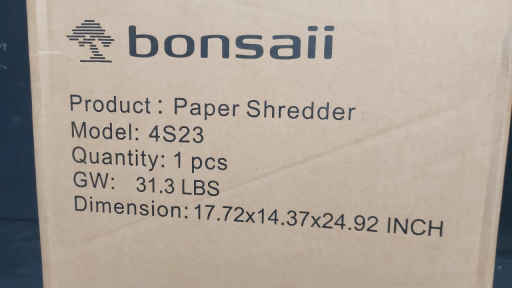 bonsaii
Product: Paper Shredder
Model: 4S23
Quantity: 1 pcs
GW: 31.3 LBS
Dimension: 17.72x14.37x24.92 INCH